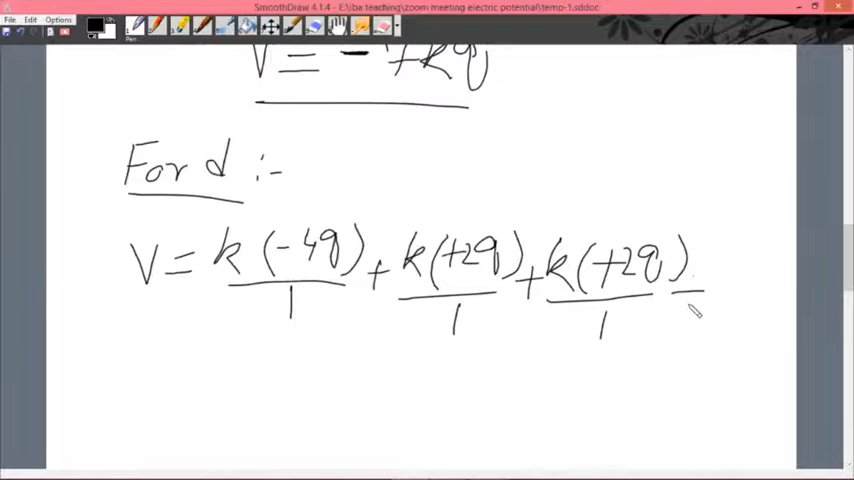 SmoothDraw 4.1.4 - E:\iba teaching\zoom meeting electric potential\temp-1.sddoc
File Edit Options
Pen
V = -7kq
For d :-
V = k(-4q)/1 + k(+2q)/1 + k(+2q)/1 —